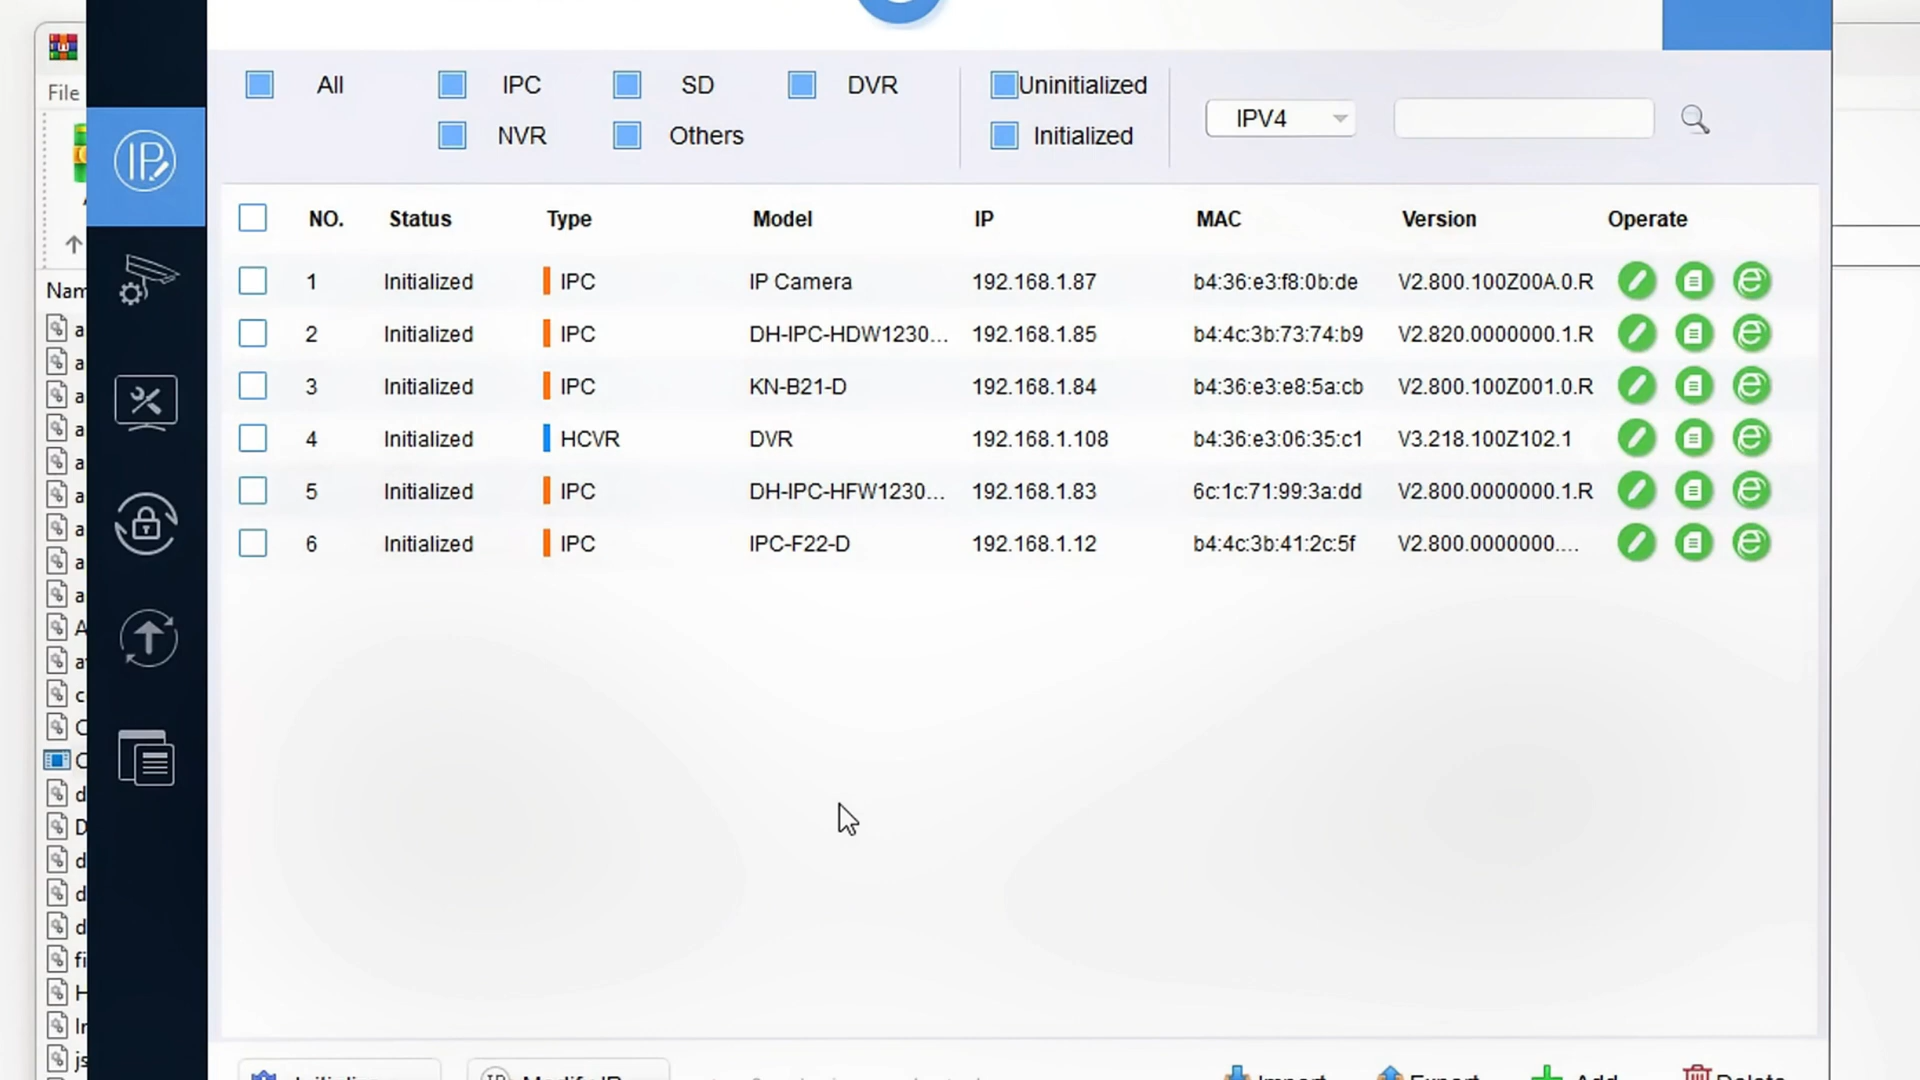 File
All
IPC
SD
DVR
Uninitialized
NVR
Others
Initialized
IPV4
NO. Status Type Model IP MAC Version Operate
1 Initialized IPC IP Camera 192.168.1.87 b4:36:e3:f8:0b:de V2.800.100Z00A.0.R
2 Initialized IPC DH-IPC-HDW1230... 192.168.1.85 b4:4c:3b:73:74:b9 V2.820.0000000.1.R
3 Initialized IPC KN-B21-D 192.168.1.84 b4:36:e3:e8:5a:cb V2.800.100Z001.0.R
4 Initialized HCVR DVR 192.168.1.108 b4:36:e3:06:35:c1 V3.218.100Z102.1
5 Initialized IPC DH-IPC-HFW1230... 192.168.1.83 6c:1c:71:99:3a:dd V2.800.0000000.1.R
6 Initialized IPC IPC-F22-D 192.168.1.12 b4:4c:3b:41:2c:5f V2.800.0000000....
Import Export Add Delete